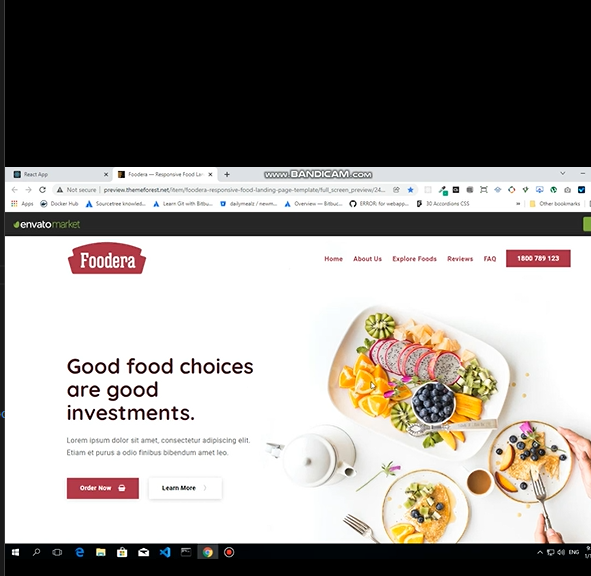 WWW.BANDICAM.COM
React App
Foodera — Responsive Food La
Not secure | preview.themeforest.net/item/foodera-responsive-food-landing-page-template/full_screen_preview/24...
Apps Docker Hub Sourcetree knowled... Learn Git with Bitbu... dailymealz / newm... Overview — Bitbuc... ERROR: for webapp... 30 Accordions CSS Other bookmarks
envato market
Foodera
Home About Us Explore Foods Reviews FAQ 1800 789 123
Good food choices
are good
investments.
Lorem ipsum dolor sit amet, consectetur adipiscing elit.
Etiam et purus a odio finibus bibendum amet leo.
Order Now Learn More
ENG